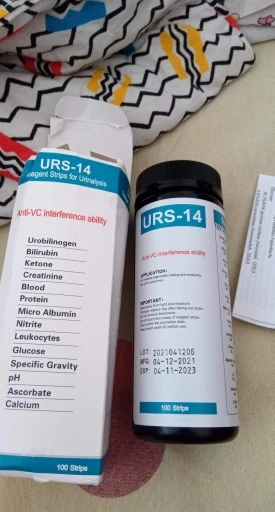 URS-14
Reagent Strips for Urinalysis
Anti-VC interference ability
Urobilinogen
Bilirubin
Ketone
Creatinine
Blood
Protein
Micro Albumin
Nitrite
Leukocytes
Glucose
Specific Gravity
pH
Ascorbate
Calcium
100 Strips
URS-14
Anti-VC interference ability
APPLICATION:
IMPORTANT:
LOT: 2021041208
MFG: 04-12-2021
EXP: 04-11-2023
100 Strips